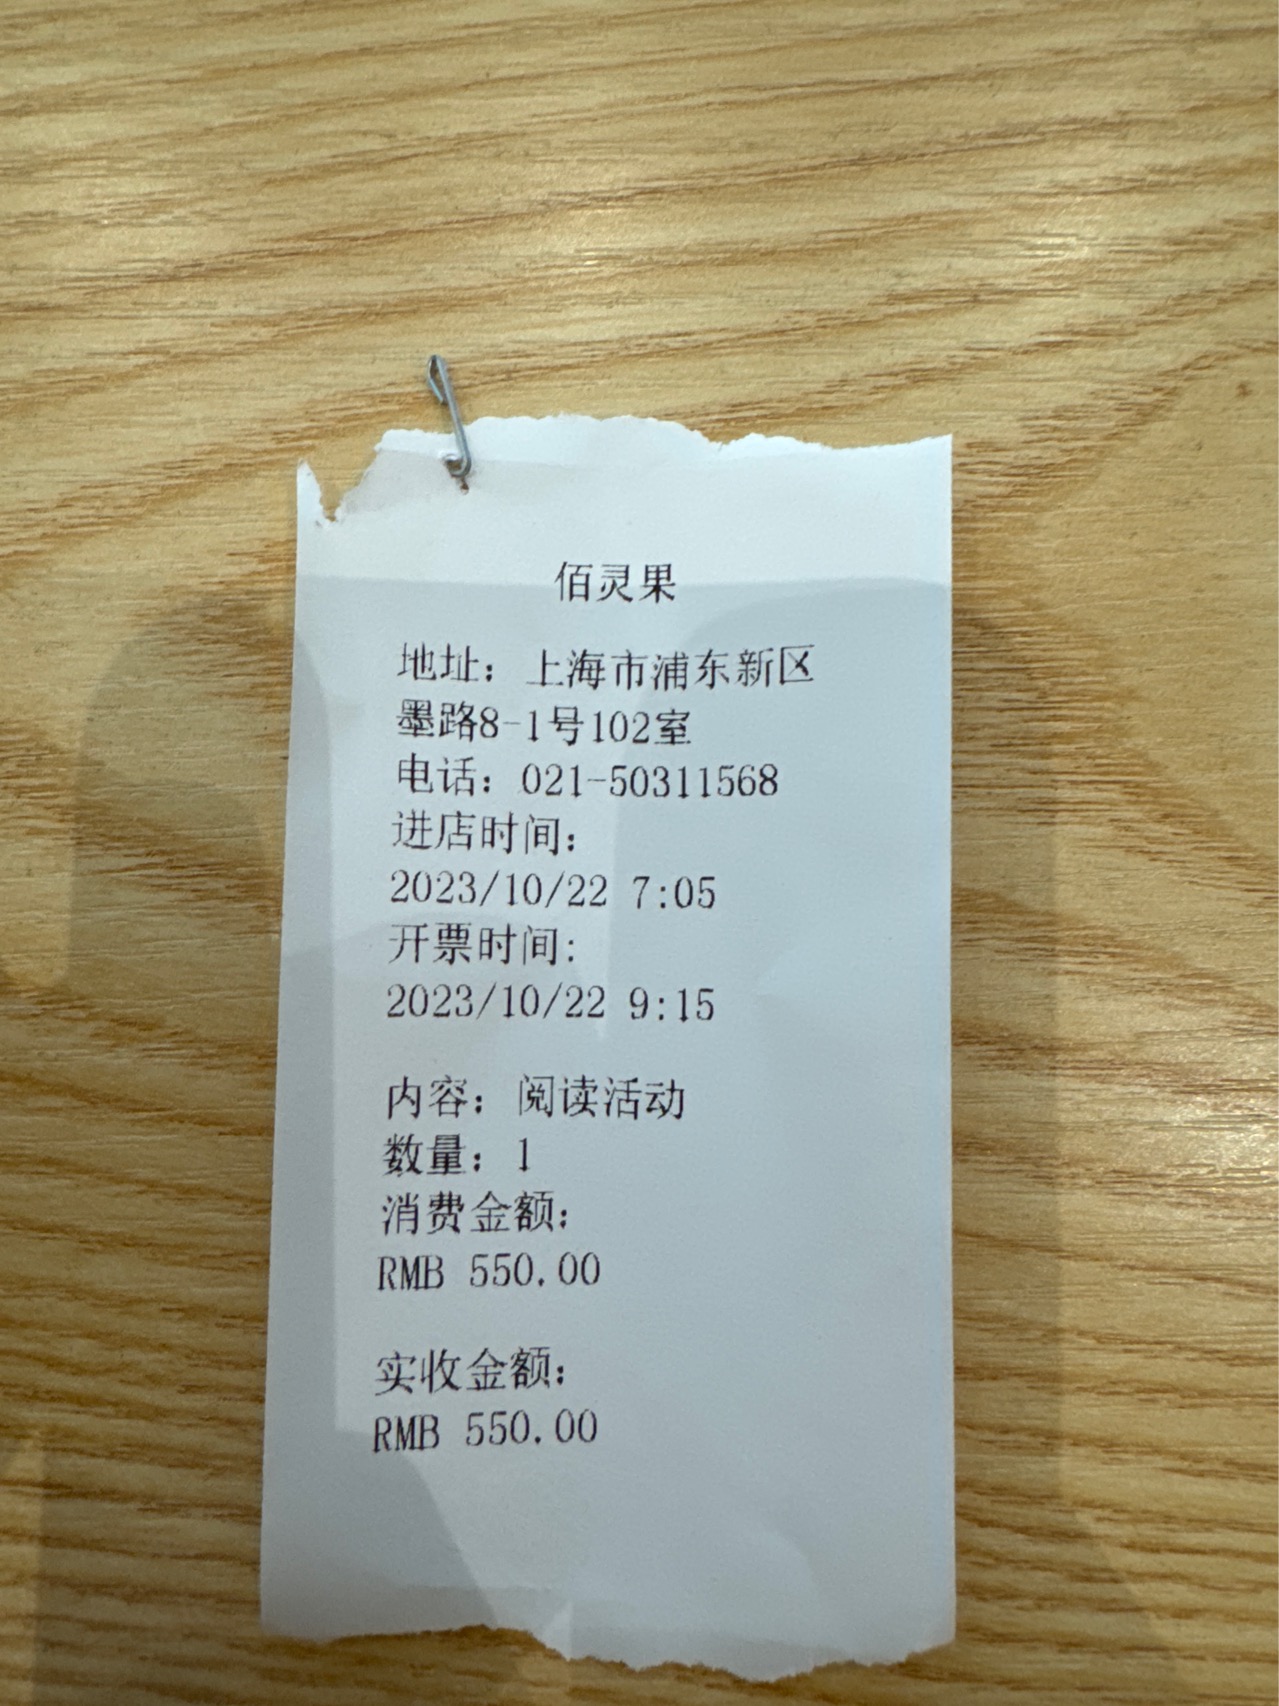 佰灵果
地址：上海市浦东新区
墨路8-1号102室
电话：021-50311568
进店时间：
2023/10/22 7:05
开票时间：
2023/10/22 9:15
内容：阅读活动
数量：1
消费金额：
RMB 550.00
实收金额：
RMB 550.00